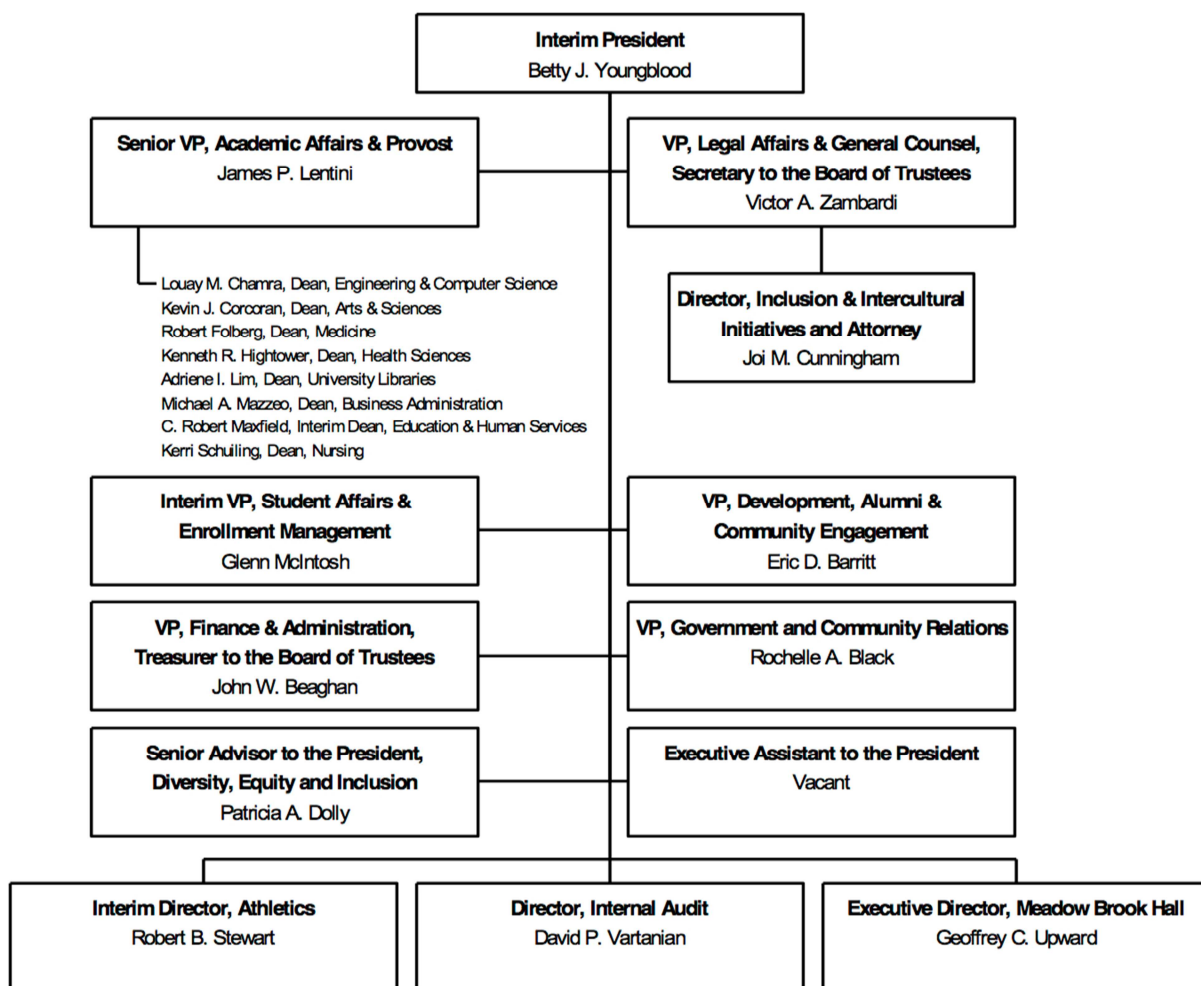 Interim President
Betty J. Youngblood
Senior VP, Academic Affairs & Provost
James P. Lentini
VP, Legal Affairs & General Counsel,
Secretary to the Board of Trustees
Victor A. Zambardi
Louay M. Chamra, Dean, Engineering & Computer Science
Kevin J. Corcoran, Dean, Arts & Sciences
Robert Folberg, Dean, Medicine
Kenneth R. Hightower, Dean, Health Sciences
Adriene I. Lim, Dean, University Libraries
Michael A. Mazzeo, Dean, Business Administration
C. Robert Maxfield, Interim Dean, Education & Human Services
Kerri Schuiling, Dean, Nursing
Director, Inclusion & Intercultural
Initiatives and Attorney
Joi M. Cunningham
Interim VP, Student Affairs &
Enrollment Management
Glenn McIntosh
VP, Development, Alumni &
Community Engagement
Eric D. Barritt
VP, Finance & Administration,
Treasurer to the Board of Trustees
John W. Beaghan
VP, Government and Community Relations
Rochelle A. Black
Senior Advisor to the President,
Diversity, Equity and Inclusion
Patricia A. Dolly
Executive Assistant to the President
Vacant
Interim Director, Athletics
Robert B. Stewart
Director, Internal Audit
David P. Vartanian
Executive Director, Meadow Brook Hall
Geoffrey C. Upward